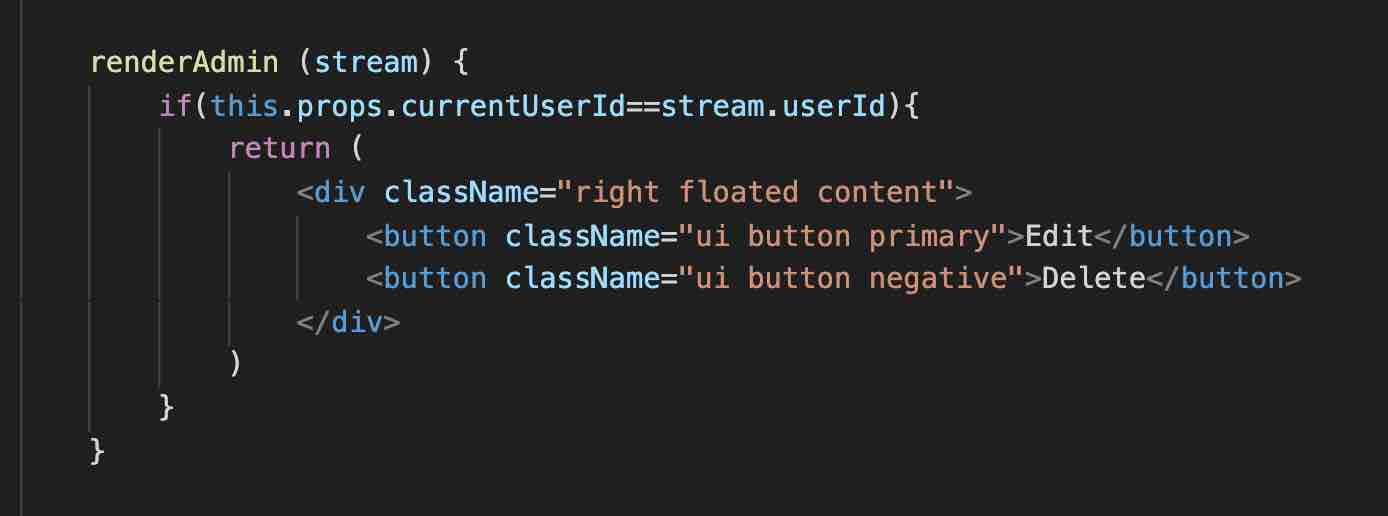 renderAdmin (stream) {
if(this.props.currentUserId==stream.userId){
return (
<div className="right floated content">
<button className="ui button primary">Edit</button>
<button className="ui button negative">Delete</button>
</div>
)
}
}